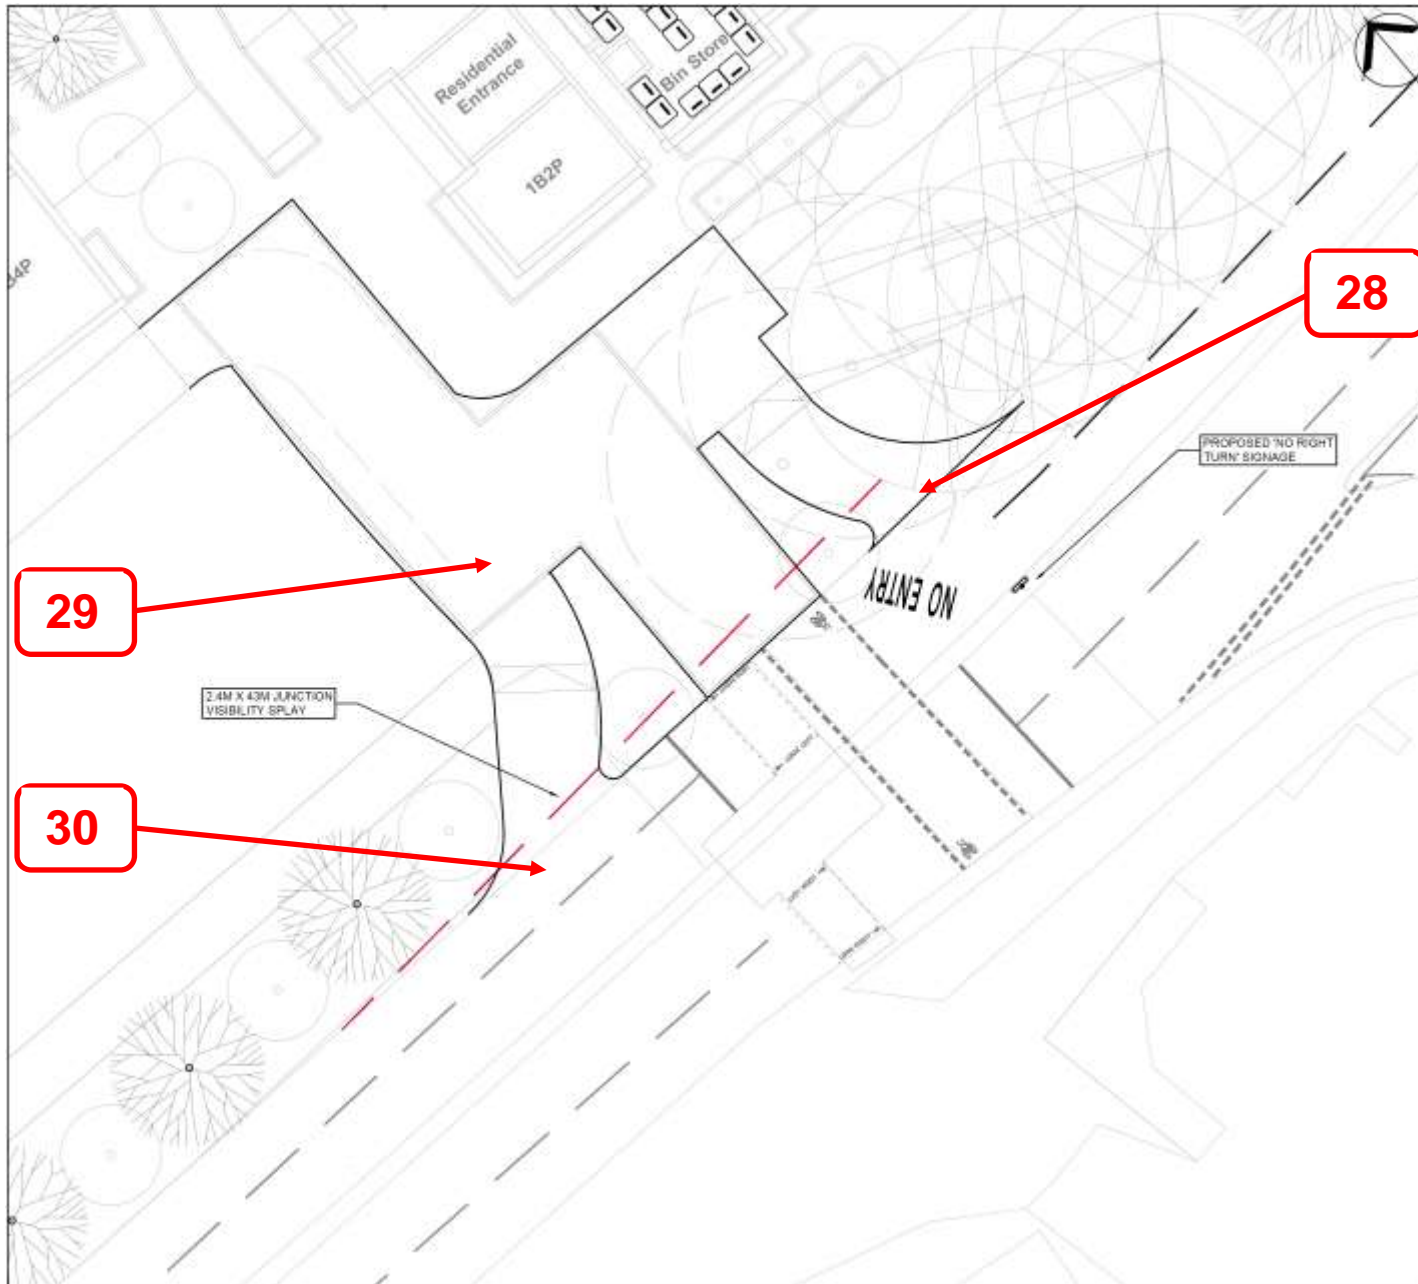 Residential
Entrance
Bin Store
1B2P
28
PROPOSED 'NO RIGHT
TURN' SIGNAGE
29
NO ENTRY
2.4M X 43M JUNCTION
VISIBILITY SPLAY
30